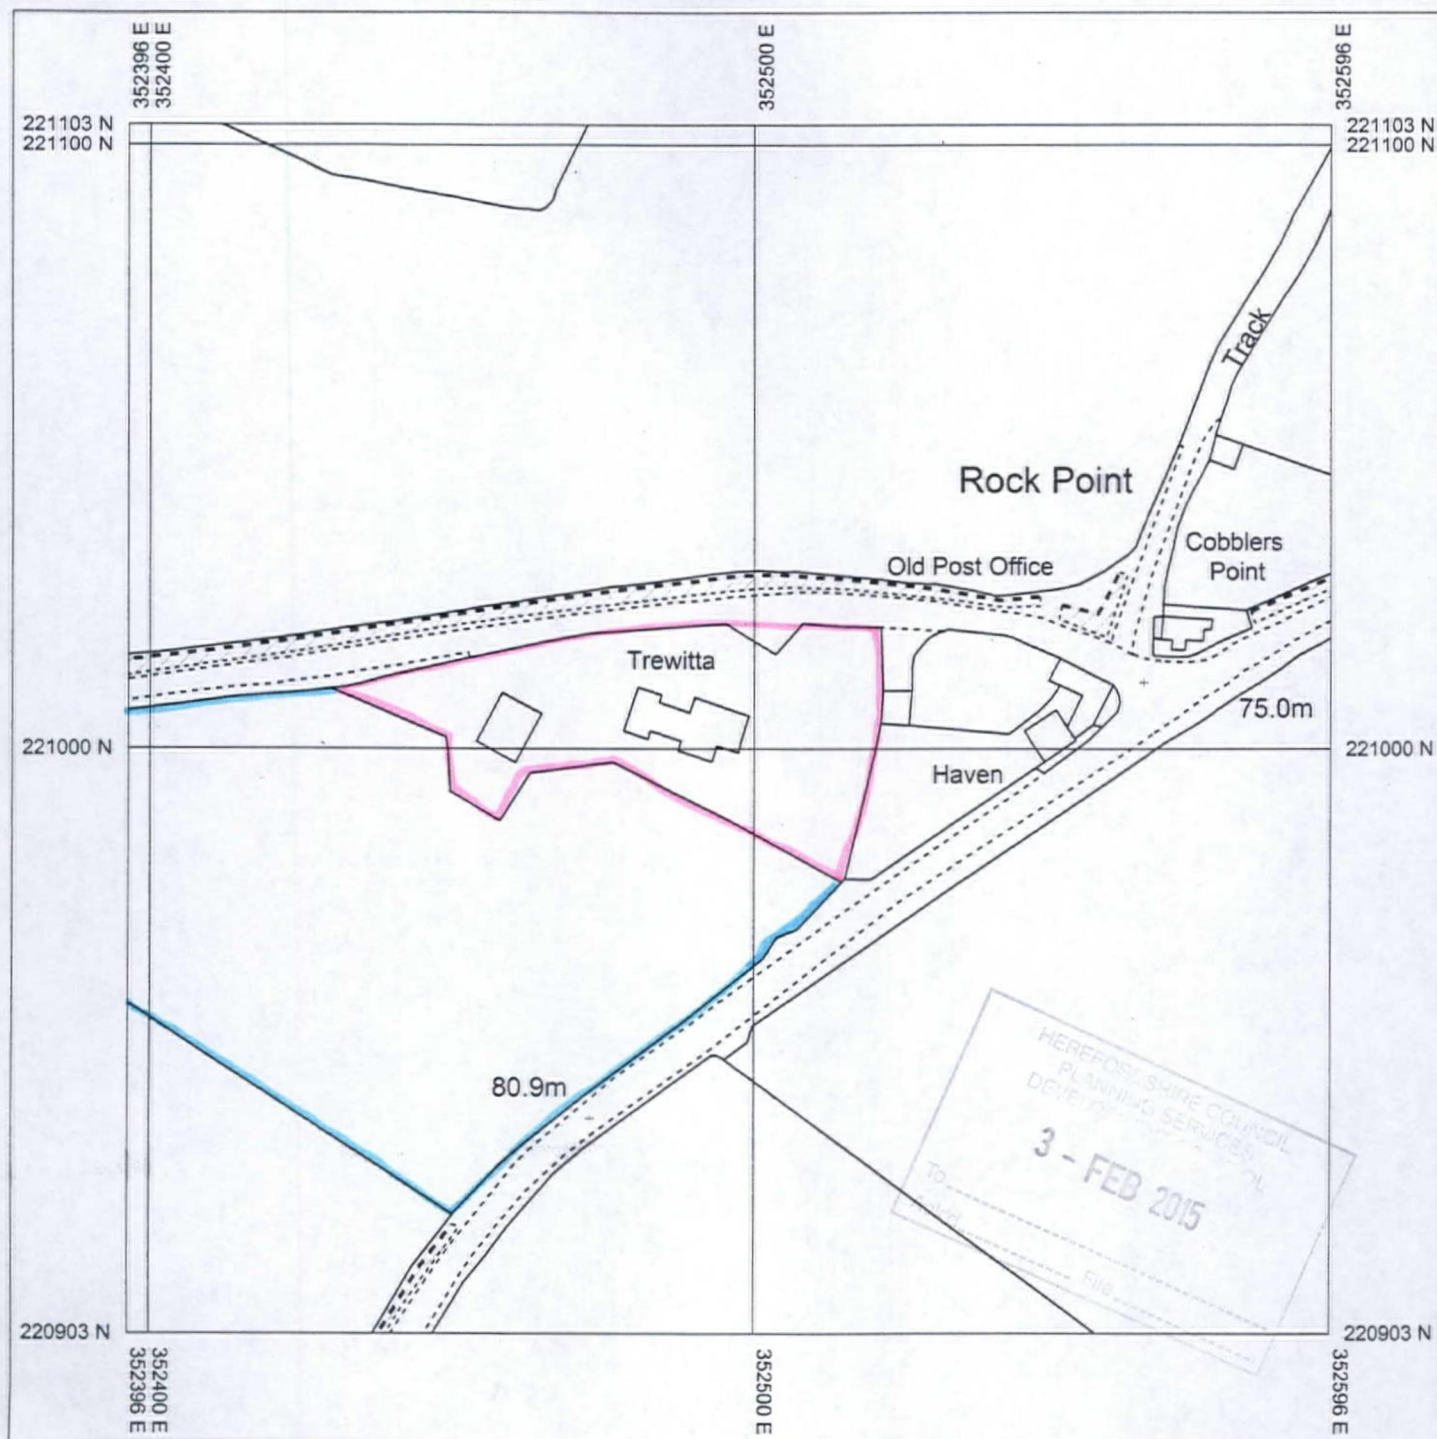 352396 E
352400 E
352500 E
352596 E
221103 N
221103 N
221100 N
221100 N
Track
Rock Point
Cobblers
Point
Old Post Office
Trewitta
75.0m
221000 N
221000 N
Haven
80.9m
HEREFORDSHIRE COUNCIL
PLANNING SERVICES
3 - FEB 2015
To
File
220903 N
220903 N
352396 E
352400 E
352500 E
352596 E